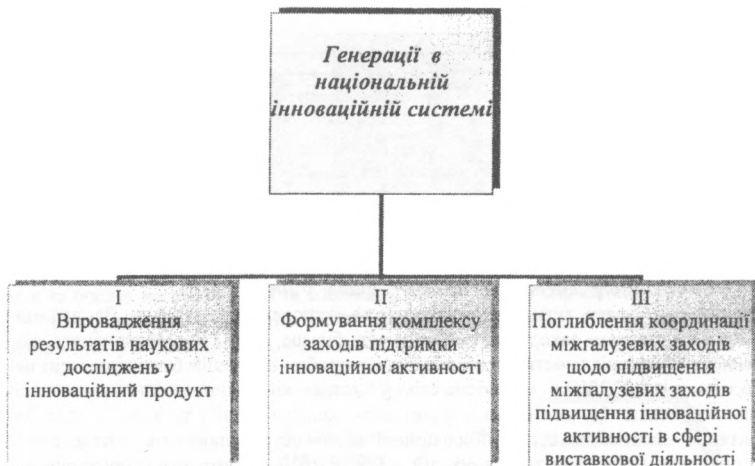 Генерації в
національній
інноваційній системі
I
Впровадження
результатів наукових
досліджень у
інноваційний продукт
II
Формування комплексу
заходів підтримки
інноваційної активності
III
Поглиблення координації
міжгалузевих заходів
щодо підвищення
міжгалузевих заходів
підвищення інноваційної
активності в сфері
виставкової діяльності